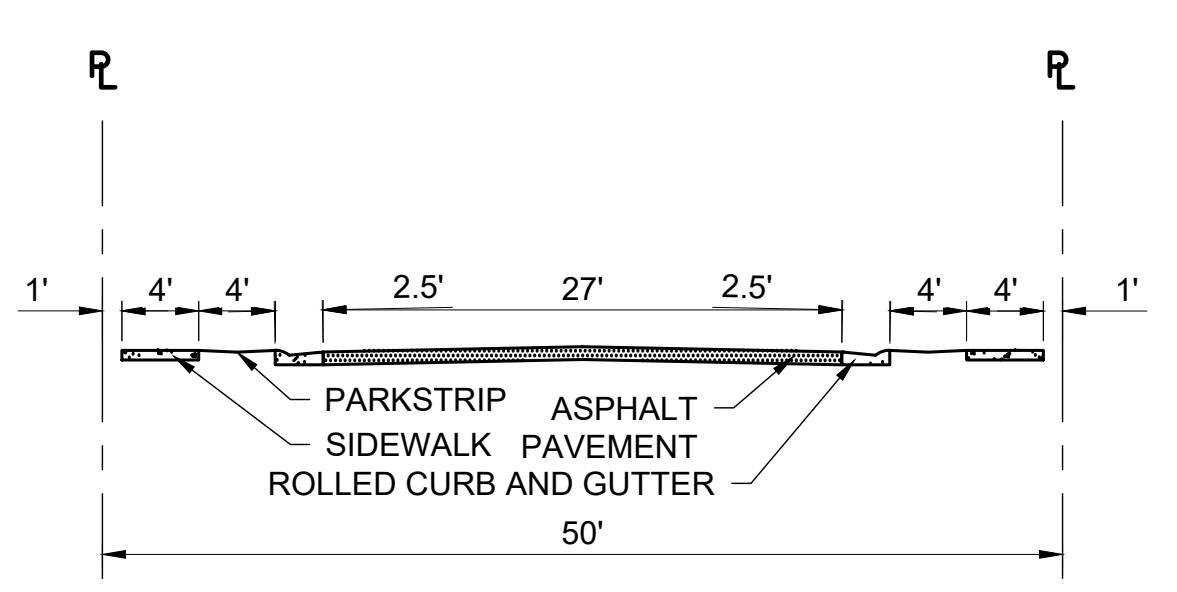 PL PL
1' 4' 4' 2.5' 27' 2.5' 4' 4' 1'
PARKSTRIP
ASPHALT
SIDEWALK PAVEMENT
ROLLED CURB AND GUTTER
50'